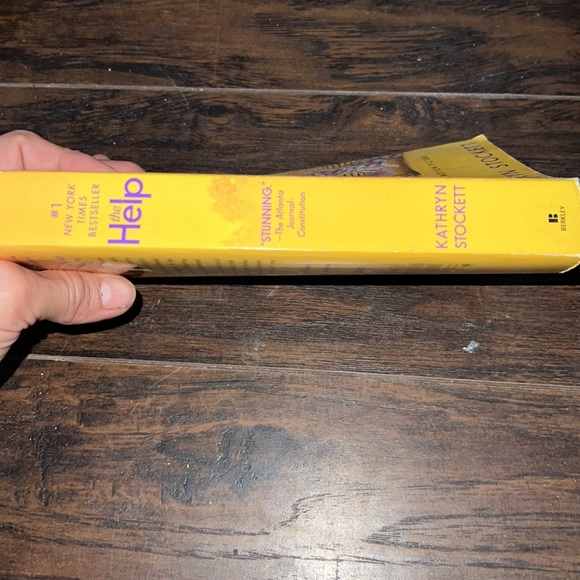 #1
NEW YORK
TIMES
BESTSELLER
the
Help
"STUNNING."
—The Atlanta
Journal-
Constitution
KATHRYN
STOCKETT
B
BERKLEY